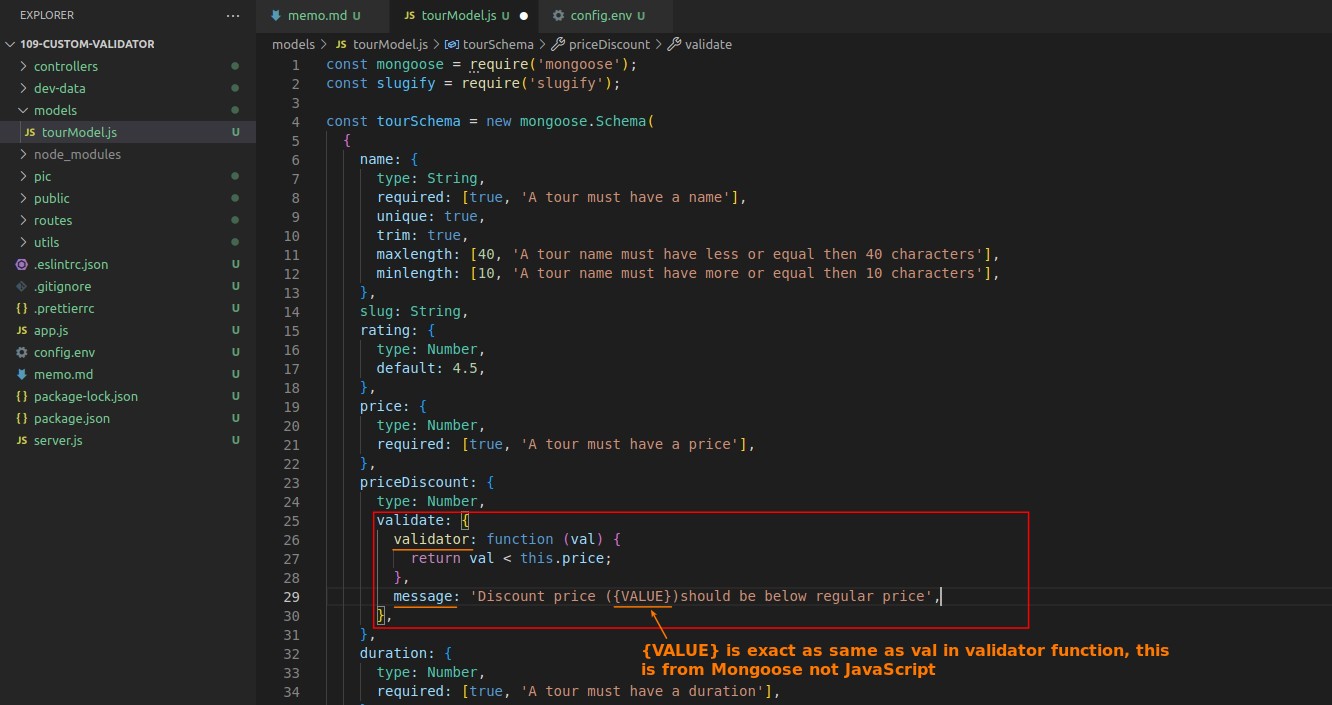 EXPLORER ...
109-CUSTOM-VALIDATOR
controllers
dev-data
models
JS tourModel.js U
node_modules
pic
public
routes
utils
.eslintrc.json U
.gitignore U
{} .prettierrc U
JS app.js U
config.env U
memo.md U
{} package-lock.json U
{} package.json U
JS server.js U
memo.md U JS tourModel.js U config.env U
models > JS tourModel.js > tourSchema > priceDiscount > validate
1 const mongoose = require('mongoose');
2 const slugify = require('slugify');
3
4 const tourSchema = new mongoose.Schema(
5 {
6 name: {
7 type: String,
8 required: [true, 'A tour must have a name'],
9 unique: true,
10 trim: true,
11 maxlength: [40, 'A tour name must have less or equal then 40 characters'],
12 minlength: [10, 'A tour name must have more or equal then 10 characters'],
13 },
14 slug: String,
15 rating: {
16 type: Number,
17 default: 4.5,
18 },
19 price: {
20 type: Number,
21 required: [true, 'A tour must have a price'],
22 },
23 priceDiscount: {
24 type: Number,
25 validate: {
26 validator: function (val) {
27 return val < this.price;
28 },
29 message: 'Discount price ({VALUE})should be below regular price',
30 },
31 },
32 duration: {
33 type: Number,
34 required: [true, 'A tour must have a duration'],
{VALUE} is exact as same as val in validator function, this
is from Mongoose not JavaScript